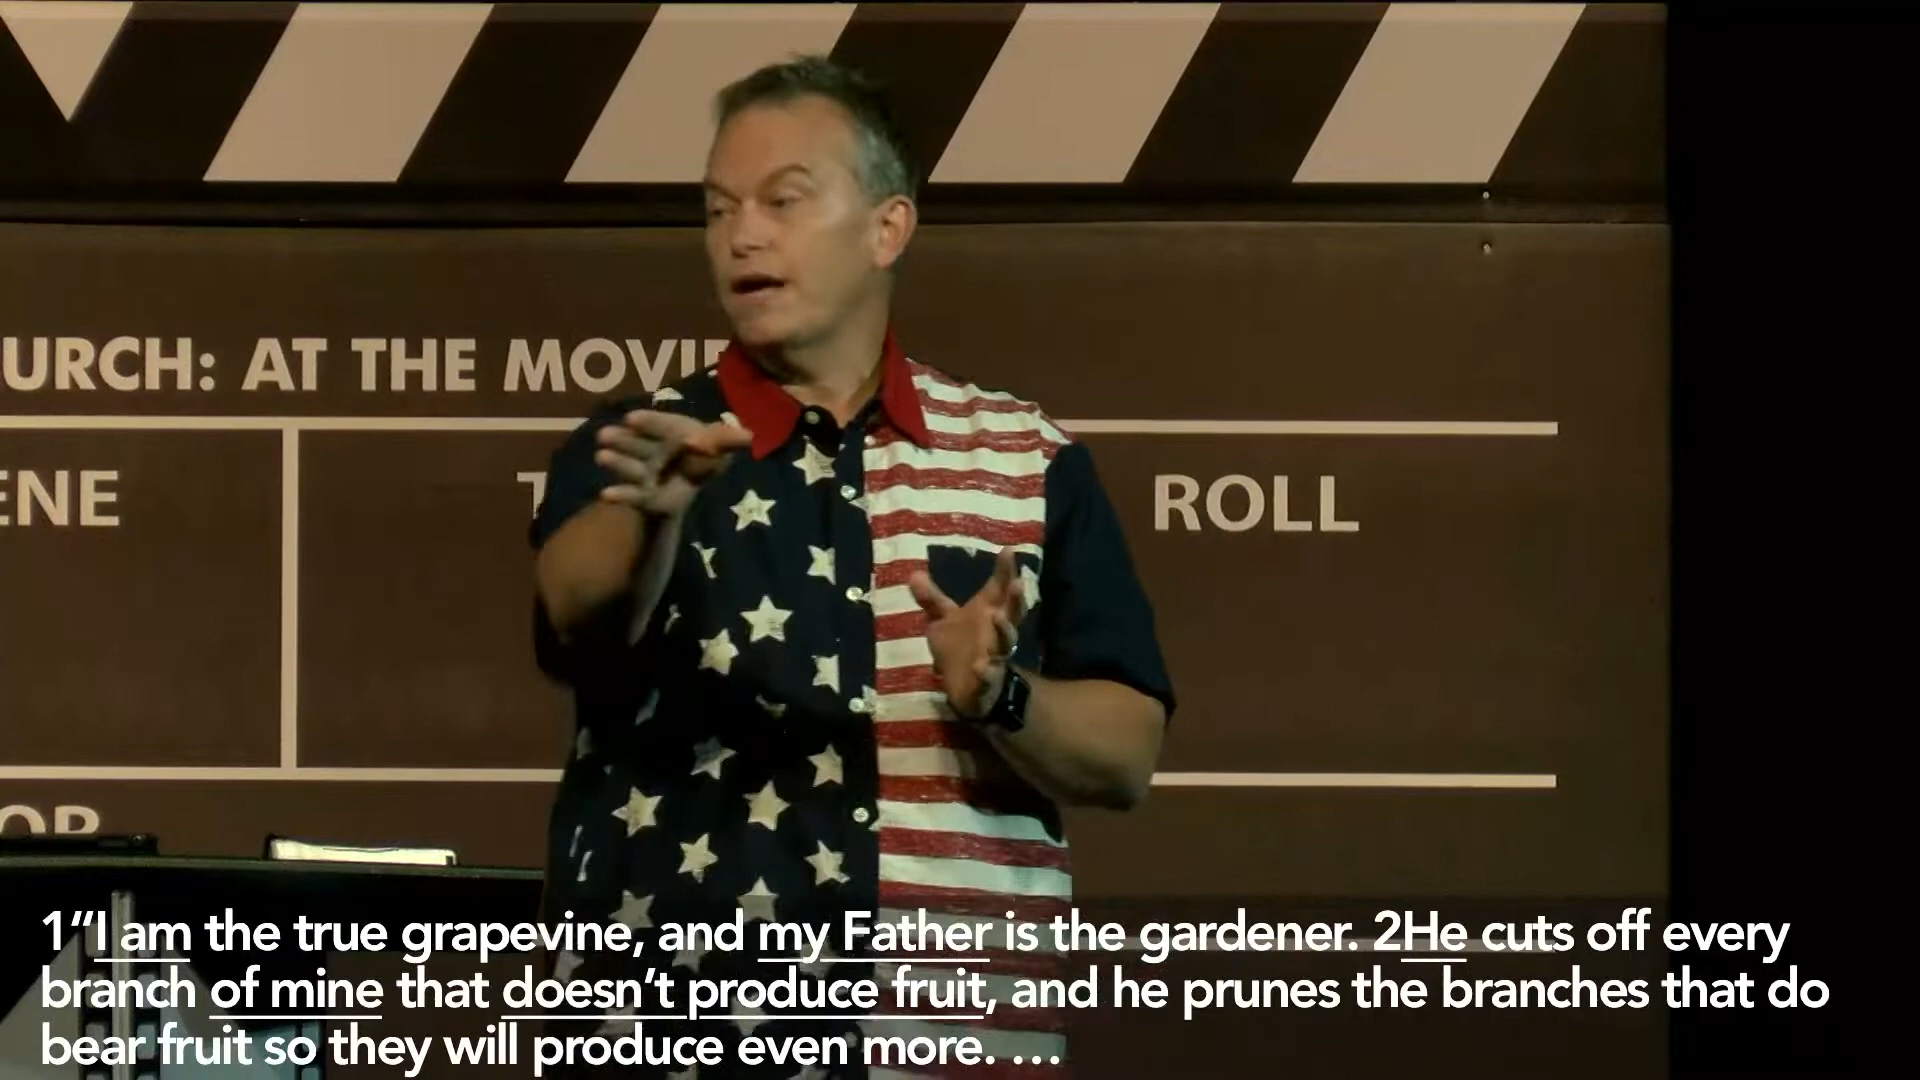 URCH: AT THE MOVIE
ENE
T
ROLL
OR
1“I am the true grapevine, and my Father is the gardener. 2He cuts off every
branch of mine that doesn’t produce fruit, and he prunes the branches that do
bear fruit so they will produce even more. …